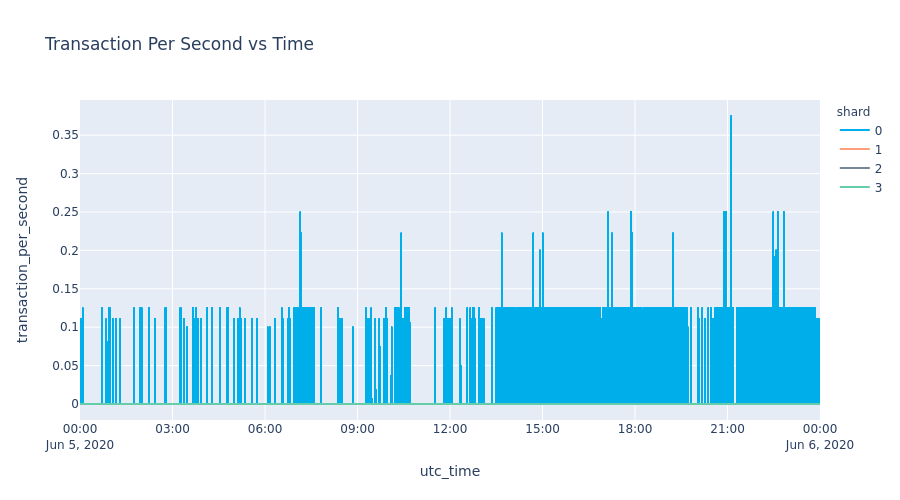 Transaction Per Second vs Time
shard
0
1
2
3
transaction_per_second
0.35
0.3
0.25
0.2
0.15
0.1
0.05
0
00:00 03:00 06:00 09:00 12:00 15:00 18:00 21:00 00:00
Jun 5, 2020 Jun 6, 2020
utc_time